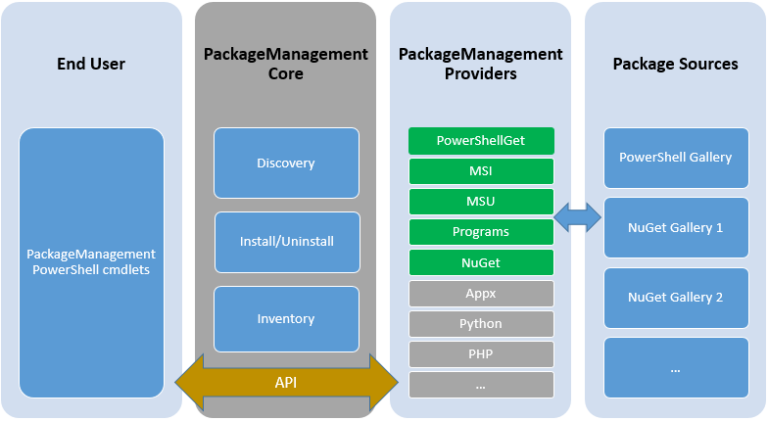 End User
PackageManagement
PowerShell cmdlets
PackageManagement
Core
Discovery
Install/Uninstall
Inventory
API
PackageManagement
Providers
PowerShellGet
MSI
MSU
Programs
NuGet
Appx
Python
PHP
...
Package Sources
PowerShell Gallery
NuGet Gallery 1
NuGet Gallery 2
...